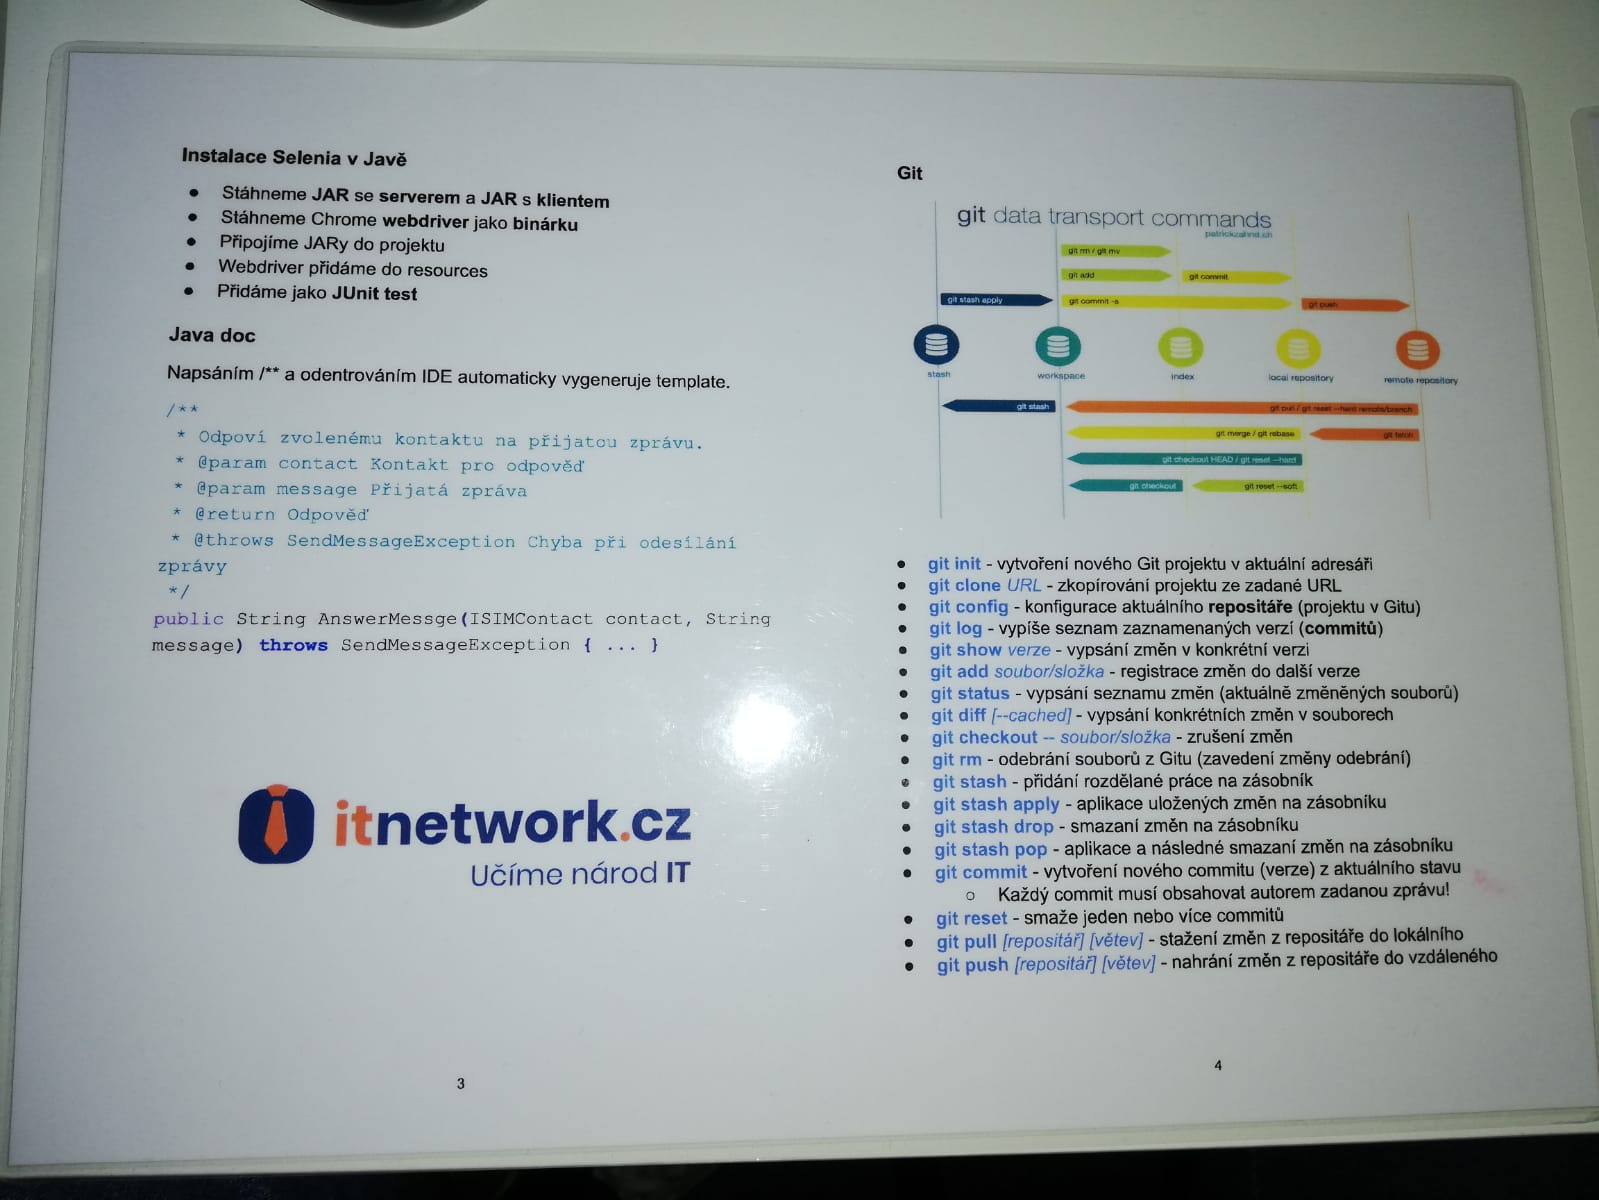 Instalace Selenia v Javě
● Stáhneme JAR se serverem a JAR s klientem
● Stáhneme Chrome webdriver jako binárku
● Připojíme JARy do projektu
● Webdriver přidáme do resources
● Přidáme jako JUnit test
Java doc
Napsáním /** a odentrováním IDE automaticky vygeneruje template.
/**
* Odpoví zvolenému kontaktu na přijatou zprávu.
* @param contact Kontakt pro odpověď
* @param message Přijatá zpráva
* @return Odpověď
* @throws SendMessageException Chyba při odesílání
zprávy
*/
public String AnswerMessge(ISIMContact contact, String
message) throws SendMessageException { ... }
itnetwork.cz
Učíme národ IT
3
Git
git data transport commands
patrickzahnd.ch
git rm / git mv
git add
git commit
git stash apply
git commit -a
git push
stash
workspace
index
local repository
remote repository
git stash
git pull / git reset --hard remote/branch
git merge / git rebase
git fetch
git checkout HEAD / git reset --hard
git checkout
git reset --soft
● git init - vytvoření nového Git projektu v aktuální adresáři
● git clone URL - zkopírování projektu ze zadané URL
● git config - konfigurace aktuálního repositáře (projektu v Gitu)
● git log - vypíše seznam zaznamenaných verzí (commitů)
● git show verze - vypsání změn v konkrétní verzi
● git add soubor/složka - registrace změn do další verze
● git status - vypsání seznamu změn (aktuálně změněných souborů)
● git diff [--cached] - vypsání konkrétních změn v souborech
● git checkout -- soubor/složka - zrušení změn
● git rm - odebrání souborů z Gitu (zavedení změny odebrání)
● git stash - přidání rozdělané práce na zásobník
● git stash apply - aplikace uložených změn na zásobníku
● git stash drop - smazaní změn na zásobníku
● git stash pop - aplikace a následné smazaní změn na zásobníku
● git commit - vytvoření nového commitu (verze) z aktuálního stavu
○ Každý commit musí obsahovat autorem zadanou zprávu!
● git reset - smaže jeden nebo více commitů
● git pull [repositář] [větev] - stažení změn z repositáře do lokálního
● git push [repositář] [větev] - nahrání změn z repositáře do vzdáleného
4